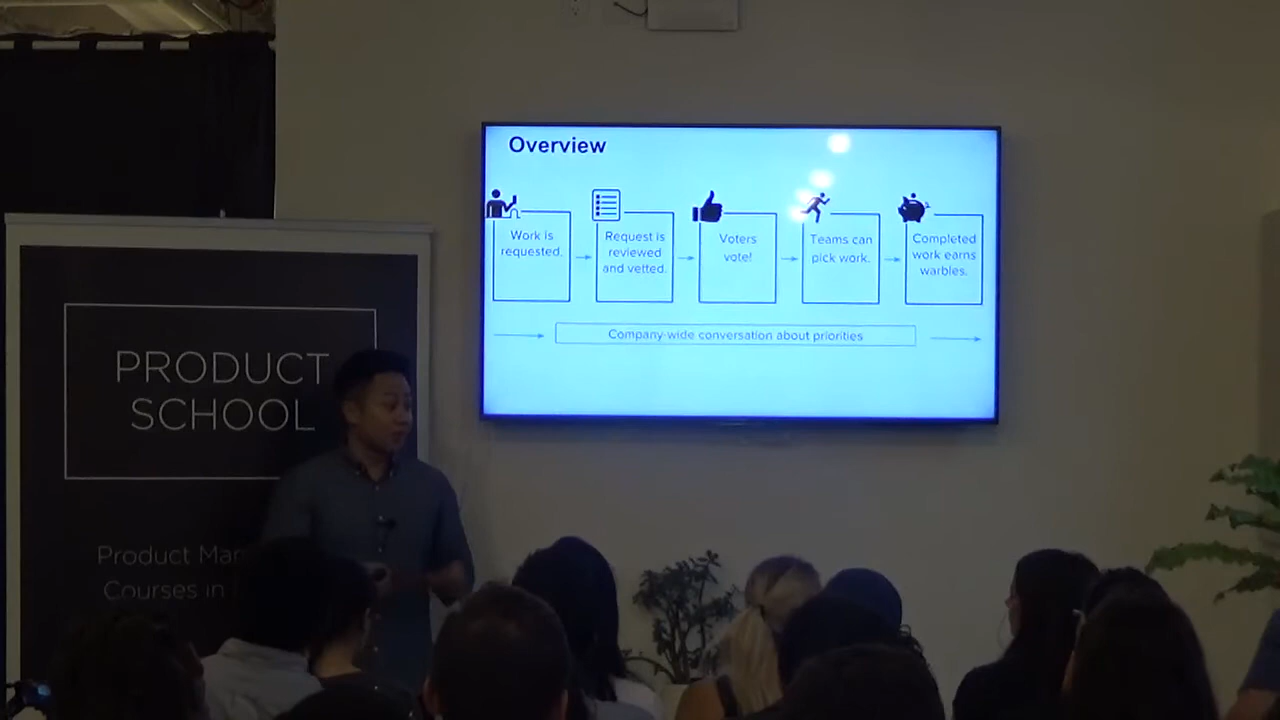 Overview
Work is
requested.
Request is
reviewed
and vetted.
Voters
vote!
Teams can
pick work.
Completed
work earns
warbles.
Company-wide conversation about priorities
PRODUCT
SCHOOL
Product
Courses in